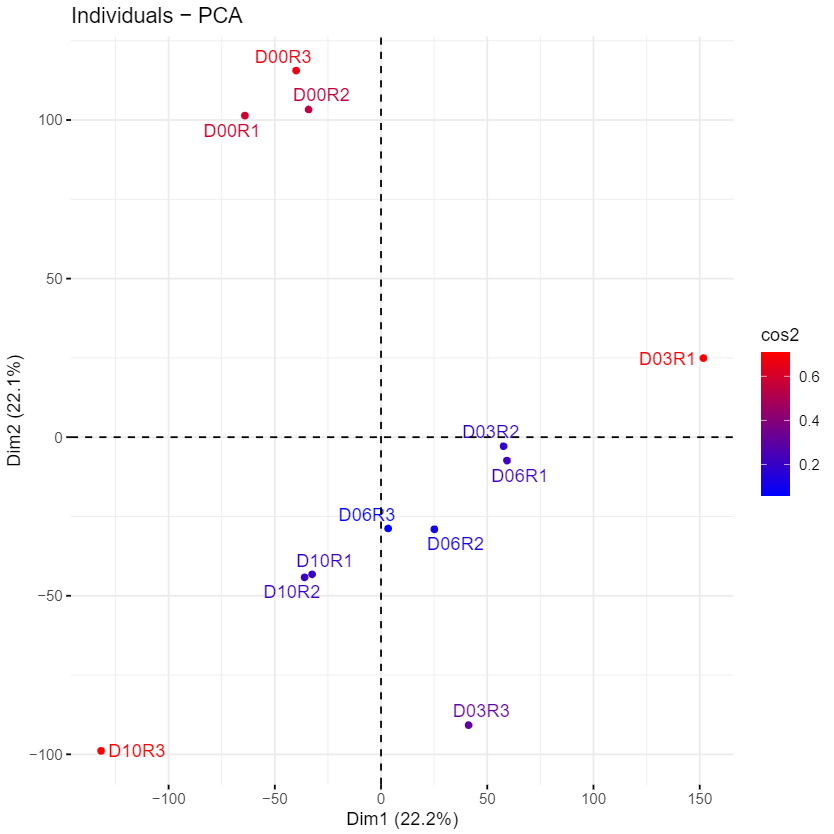 Individuals − PCA
D00R3
D00R2
D00R1
D03R1
D03R2
D06R1
D06R3
D06R2
D10R1
D10R2
D03R3
D10R3
100
50
0
−50
−100
−100
−50
0
50
100
150
Dim1 (22.2%)
Dim2 (22.1%)
cos2
0.6
0.4
0.2